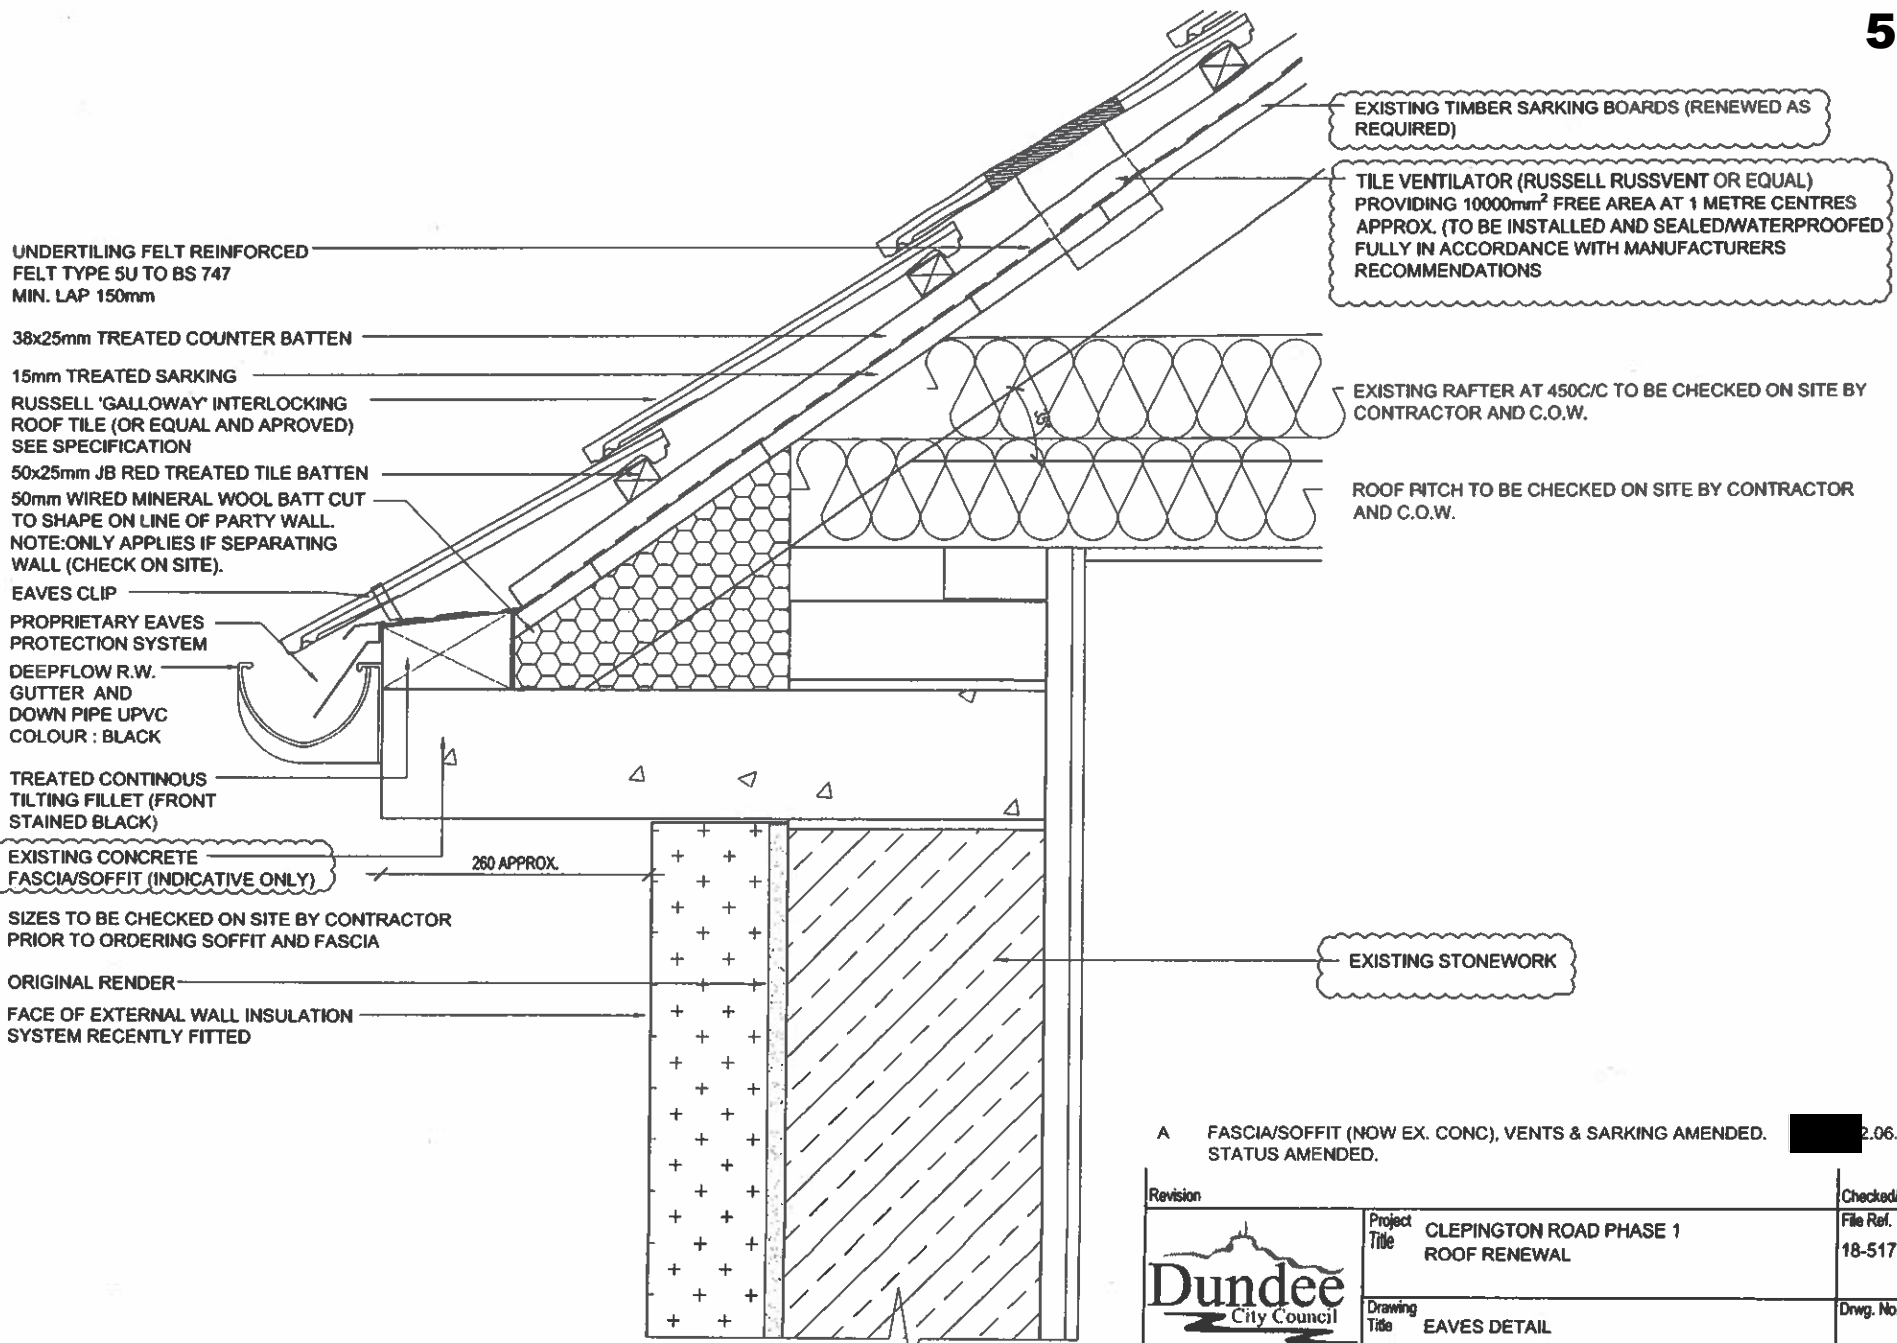 5
EXISTING TIMBER SARKING BOARDS (RENEWED AS
REQUIRED)
TILE VENTILATOR (RUSSELL RUSSVENT OR EQUAL)
PROVIDING 10000mm² FREE AREA AT 1 METRE CENTRES
APPROX. (TO BE INSTALLED AND SEALED/WATERPROOFED
FULLY IN ACCORDANCE WITH MANUFACTURERS
RECOMMENDATIONS
UNDERTILING FELT REINFORCED
FELT TYPE 5U TO BS 747
MIN. LAP 150mm
38x25mm TREATED COUNTER BATTEN
15mm TREATED SARKING
RUSSELL 'GALLOWAY' INTERLOCKING
ROOF TILE (OR EQUAL AND APROVED)
SEE SPECIFICATION
50x25mm JB RED TREATED TILE BATTEN
50mm WIRED MINERAL WOOL BATT CUT
TO SHAPE ON LINE OF PARTY WALL.
NOTE:ONLY APPLIES IF SEPARATING
WALL (CHECK ON SITE).
EAVES CLIP
PROPRIETARY EAVES
PROTECTION SYSTEM
DEEPFLOW R.W.
GUTTER AND
DOWN PIPE UPVC
COLOUR : BLACK
TREATED CONTINOUS
TILTING FILLET (FRONT
STAINED BLACK)
EXISTING CONCRETE
FASCIA/SOFFIT (INDICATIVE ONLY)
260 APPROX.
SIZES TO BE CHECKED ON SITE BY CONTRACTOR
PRIOR TO ORDERING SOFFIT AND FASCIA
ORIGINAL RENDER
FACE OF EXTERNAL WALL INSULATION
SYSTEM RECENTLY FITTED
EXISTING RAFTER AT 450C/C TO BE CHECKED ON SITE BY
CONTRACTOR AND C.O.W.
ROOF PITCH TO BE CHECKED ON SITE BY CONTRACTOR
AND C.O.W.
EXISTING STONEWORK
A FASCIA/SOFFIT (NOW EX. CONC), VENTS & SARKING AMENDED. 2.06.
STATUS AMENDED.
Revision
Checked/
Project Title
CLEPINGTON ROAD PHASE 1
ROOF RENEWAL
File Ref.
18-517
Dundee
City Council
Drawing Title
EAVES DETAIL
Drwg. No